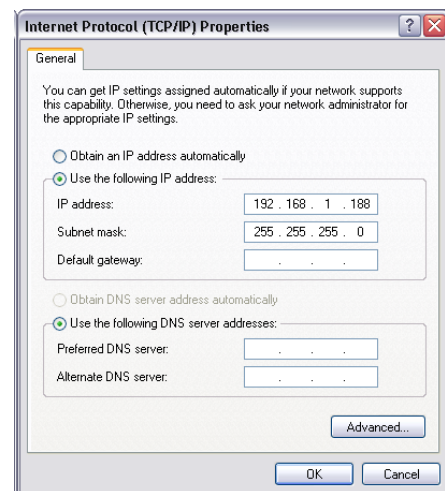 Internet Protocol (TCP/IP) Properties
General
You can get IP settings assigned automatically if your network supports
this capability. Otherwise, you need to ask your network administrator for
the appropriate IP settings.
Obtain an IP address automatically
Use the following IP address:
IP address: 192 . 168 . 1 . 188
Subnet mask: 255 . 255 . 255 . 0
Default gateway: . . .
Obtain DNS server address automatically
Use the following DNS server addresses:
Preferred DNS server: . . .
Alternate DNS server: . . .
Advanced...
OK Cancel